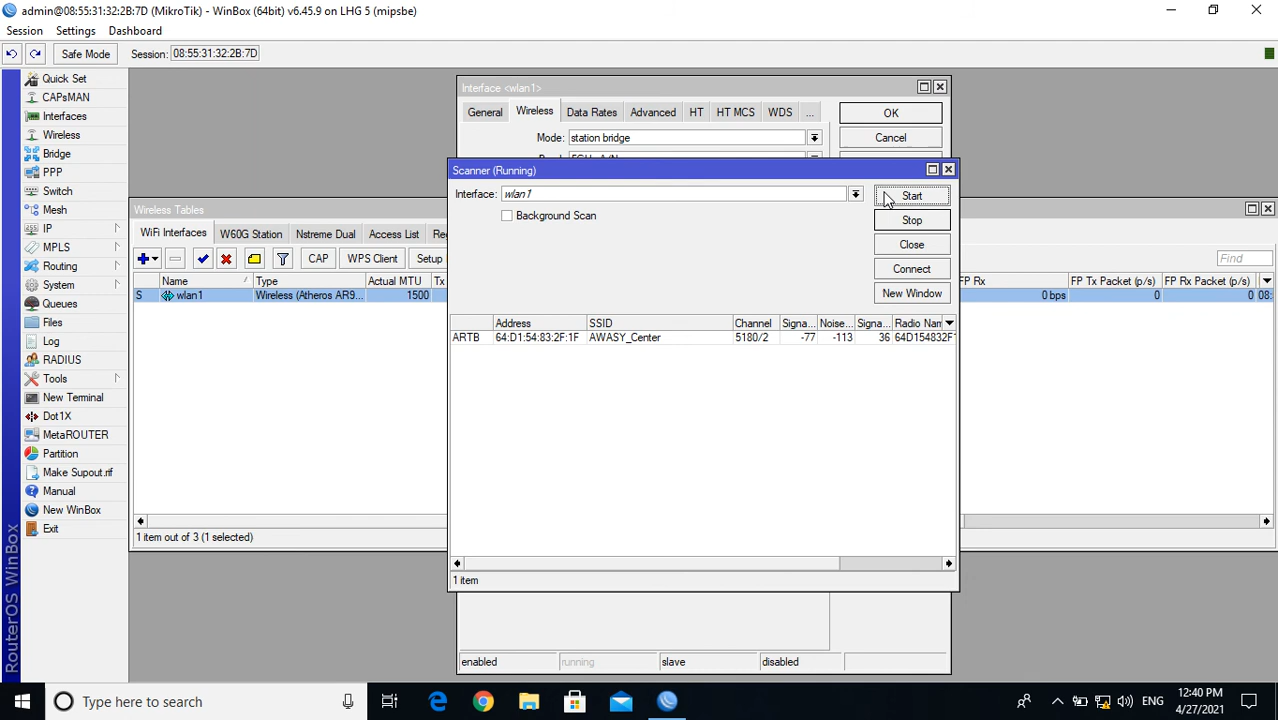 admin@08:55:31:32:2B:7D (MikroTik) - WinBox (64bit) v6.45.9 on LHG 5 (mipsbe)
Session Settings Dashboard
Safe Mode Session: 08:55:31:32:2B:7D
Quick Set
CAPsMAN
Interfaces
Wireless
Bridge
PPP
Switch
Mesh
IP
MPLS
Routing
System
Queues
Files
Log
RADIUS
Tools
New Terminal
Dot1X
MetaROUTER
Partition
Make Supout.rif
Manual
New WinBox
Exit
RouterOS WinBox
Interface <wlan1>
General Wireless Data Rates Advanced HT HT MCS WDS ...
Mode: station bridge
OK
Cancel
Wireless Tables
WiFi Interfaces W60G Station Nstreme Dual Access List
CAP WPS Client Setup
Find
Name Type Actual MTU Tx FP Rx FP Tx Packet (p/s) FP Rx Packet (p/s)
S wlan1 Wireless (Atheros AR9... 1500 0 bps 0 0 08:
1 item out of 3 (1 selected)
Scanner (Running)
Interface: wlan1
Background Scan
Start
Stop
Close
Connect
New Window
Address SSID Channel Signa... Noise... Signa... Radio Nam
ARTB 64:D1:54:83:2F:1F AWASY_Center 5180/2 -77 -113 36 64D154832F1
1 item
enabled running slave disabled
Type here to search
ENG
12:40 PM
4/27/2021